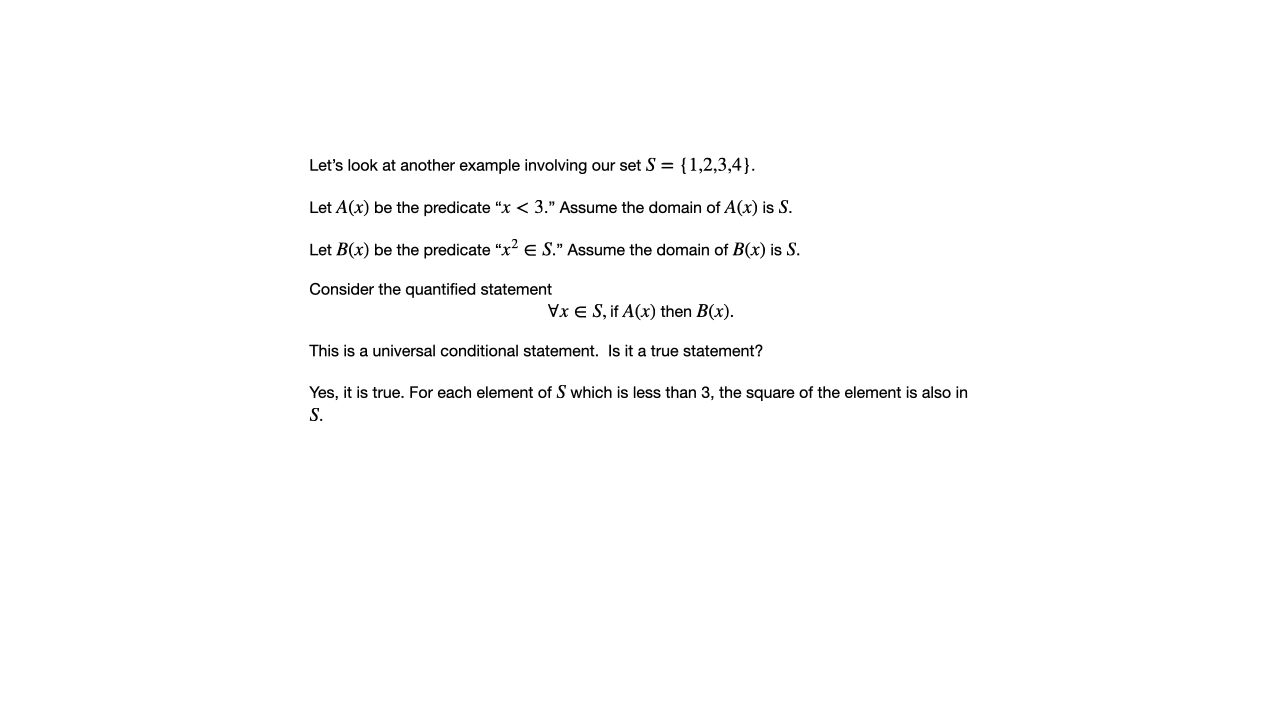 Let’s look at another example involving our set S = {1,2,3,4}.
Let A(x) be the predicate “x < 3.” Assume the domain of A(x) is S.
Let B(x) be the predicate “x² ∈ S.” Assume the domain of B(x) is S.
Consider the quantified statement
∀x ∈ S, if A(x) then B(x).
This is a universal conditional statement.  Is it a true statement?
Yes, it is true. For each element of S which is less than 3, the square of the element is also in
S.